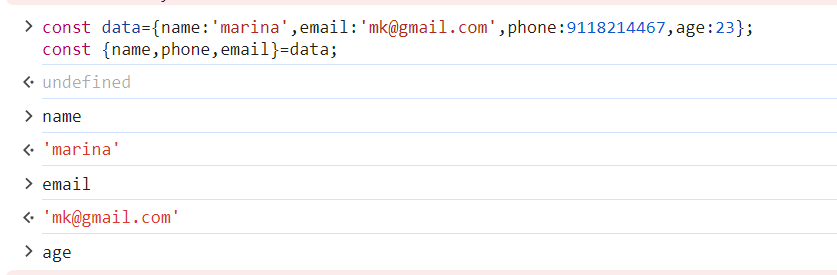 const data={name:'marina',email:'mk@gmail.com',phone:9118214467,age:23};
const {name,phone,email}=data;
undefined
name
'marina'
email
'mk@gmail.com'
age